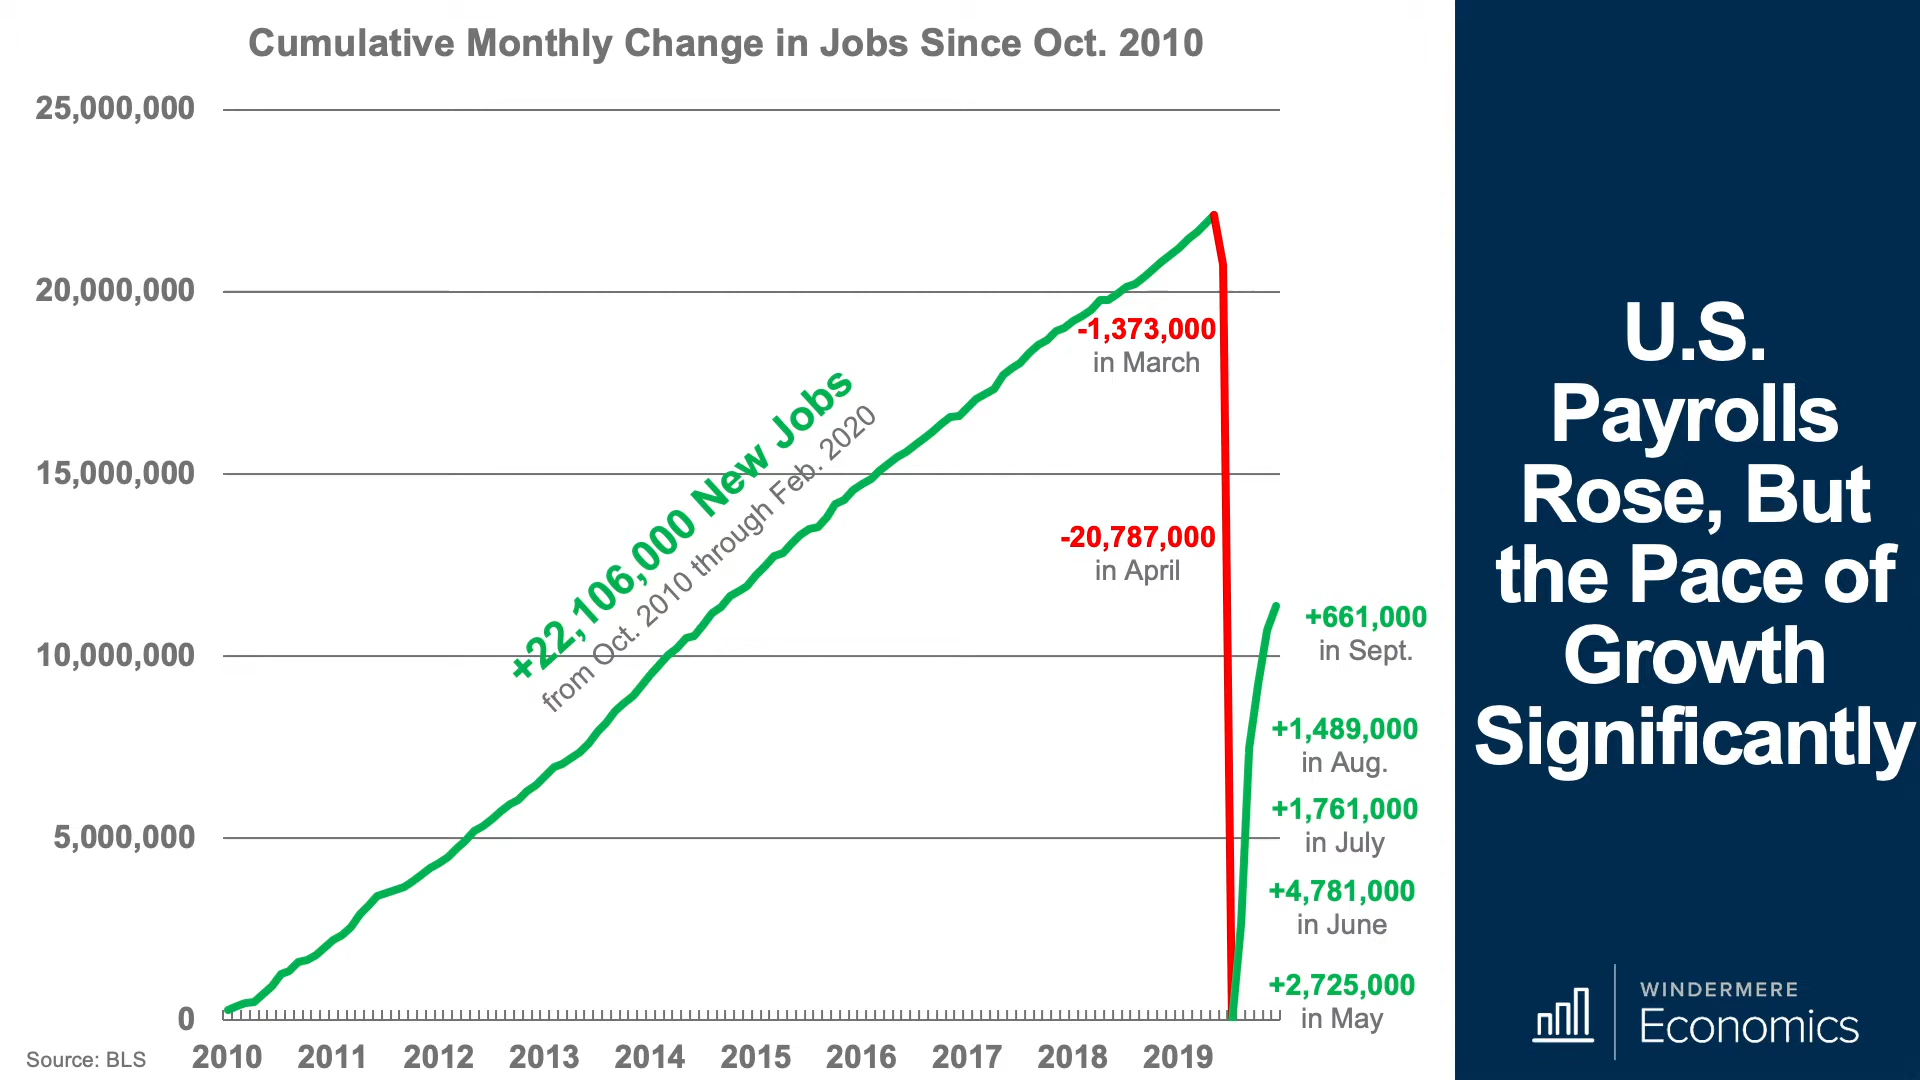 Cumulative Monthly Change in Jobs Since Oct. 2010
25,000,000
20,000,000
15,000,000
10,000,000
5,000,000
0
2010 2011 2012 2013 2014 2015 2016 2017 2018 2019
+22,106,000 New Jobs
from Oct. 2010 through Feb. 2020
-1,373,000
in March
-20,787,000
in April
+661,000
in Sept.
+1,489,000
in Aug.
+1,761,000
in July
+4,781,000
in June
+2,725,000
in May
Source: BLS
U.S.
Payrolls
Rose, But
the Pace of
Growth
Significantly
WINDERMERE
Economics